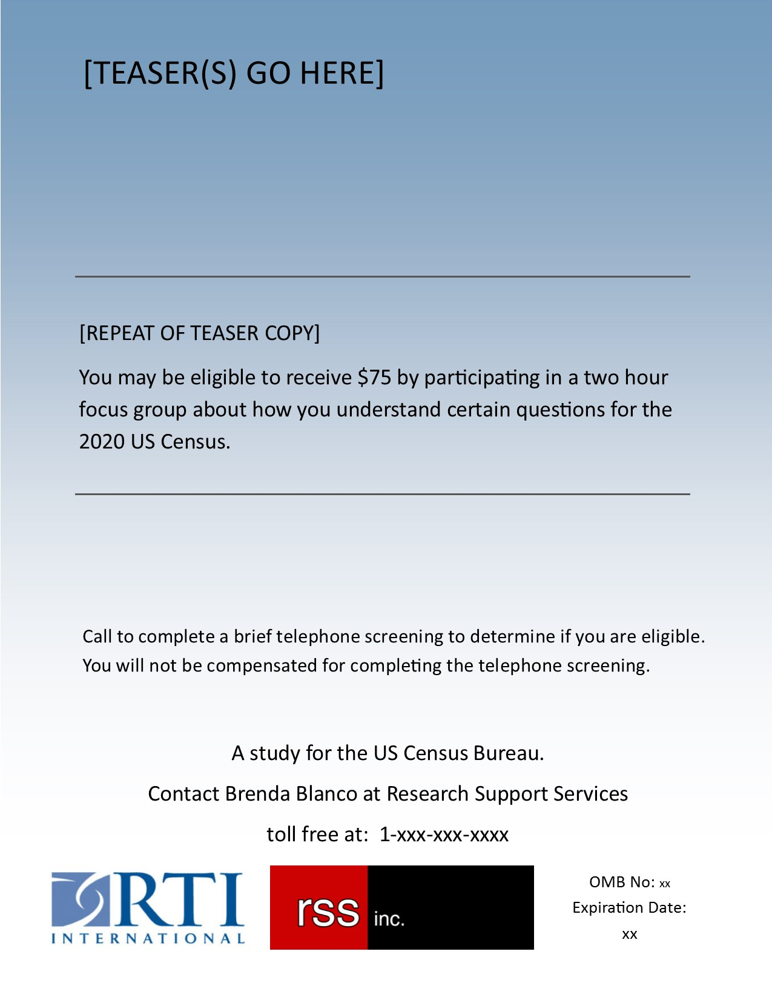 [TEASER(S) GO HERE]
[REPEAT OF TEASER COPY]
You may be eligible to receive $75 by participating in a two hour
focus group about how you understand certain questions for the
2020 US Census.
Call to complete a brief telephone screening to determine if you are eligible.
You will not be compensated for completing the telephone screening.
A study for the US Census Bureau.
Contact Brenda Blanco at Research Support Services
toll free at:  1-xxx-xxx-xxxx
RTI
INTERNATIONAL
rss inc.
OMB No: xx
Expiration Date:
xx